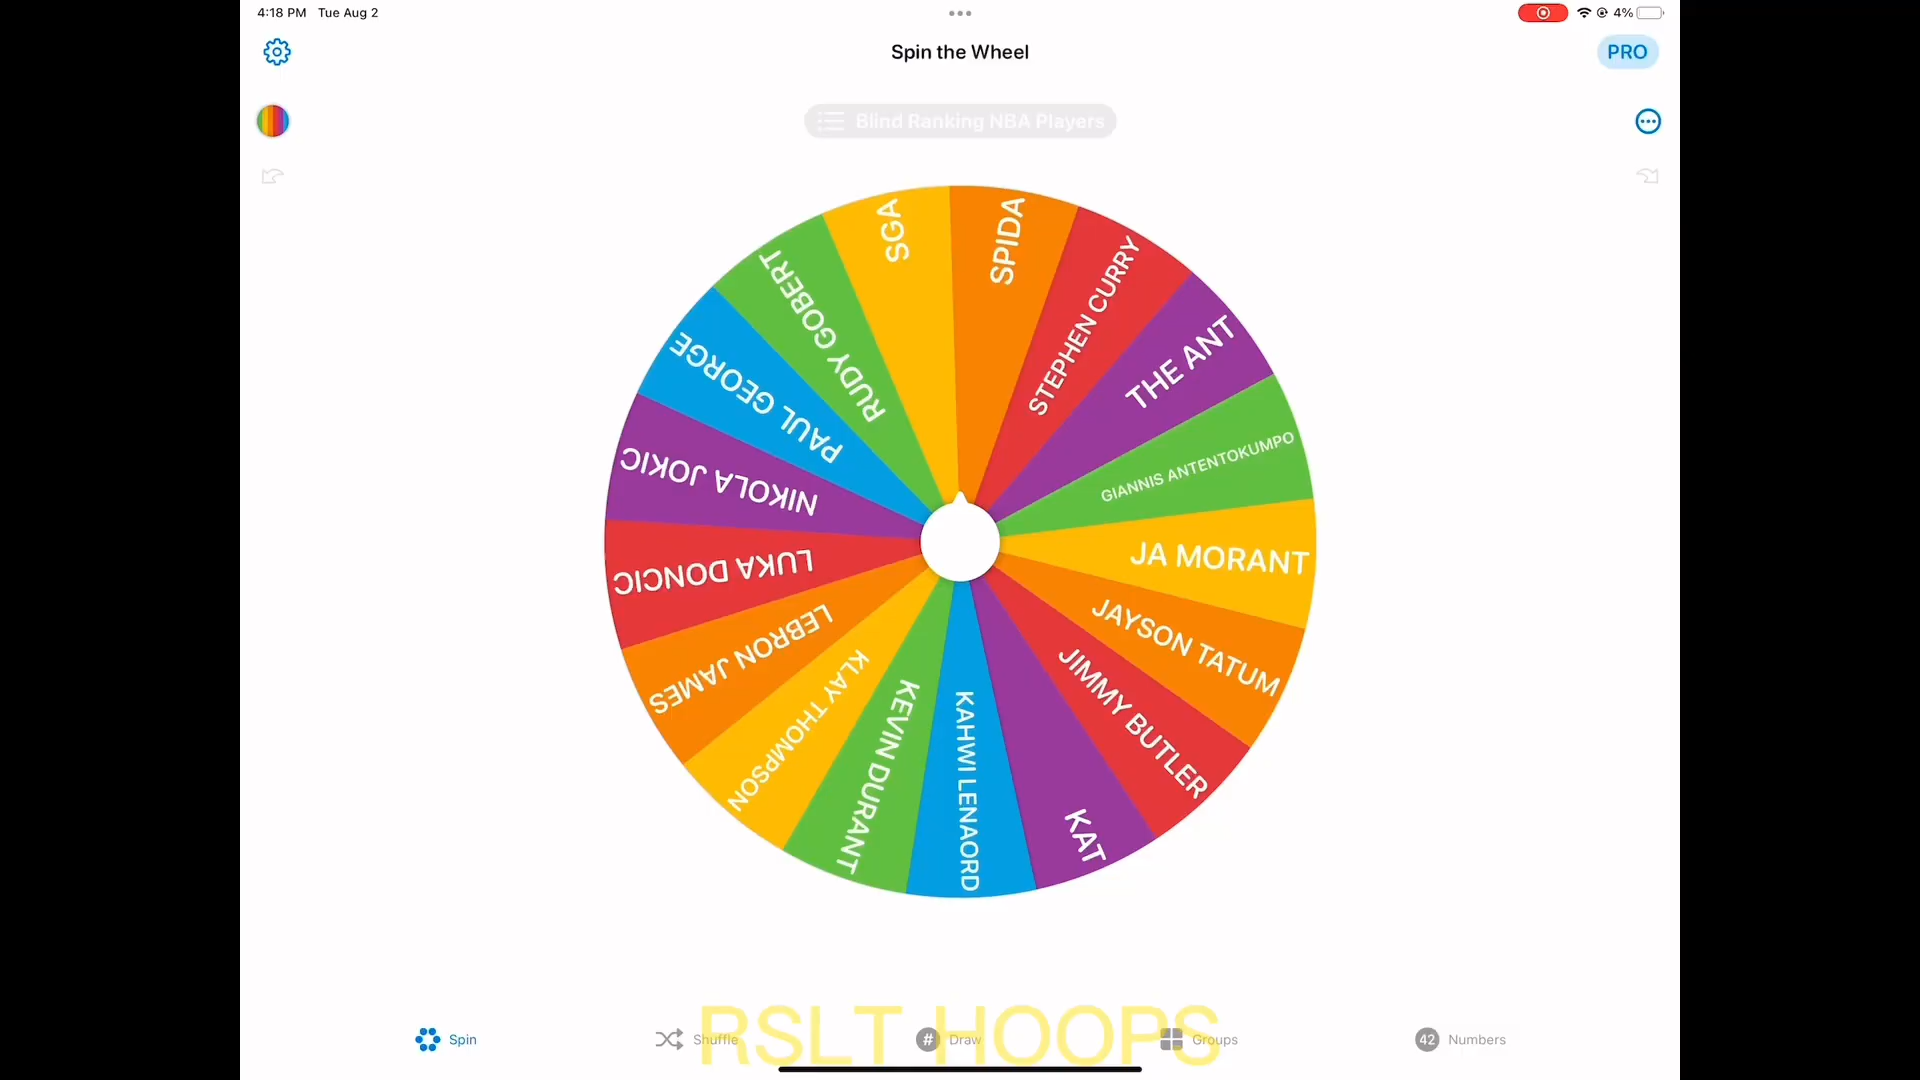 4:18 PM Tue Aug 2
4%
Spin the Wheel
PRO
Blind Ranking NBA Players
SGA
SPIDA
STEPHEN CURRY
THE ANT
GIANNIS ANTENTOKUMPO
JA MORANT
JAYSON TATUM
JIMMY BUTLER
KAT
KAHWI LENAORD
KEVIN DURANT
KLAY THOMPSON
LEBRON JAMES
LUKA DONCIC
NIKOLA JOKIC
PAUL GEORGE
RUDY GOBERT
RSLT HOOPS
Spin
Shuffle
# Draw
Groups
42 Numbers